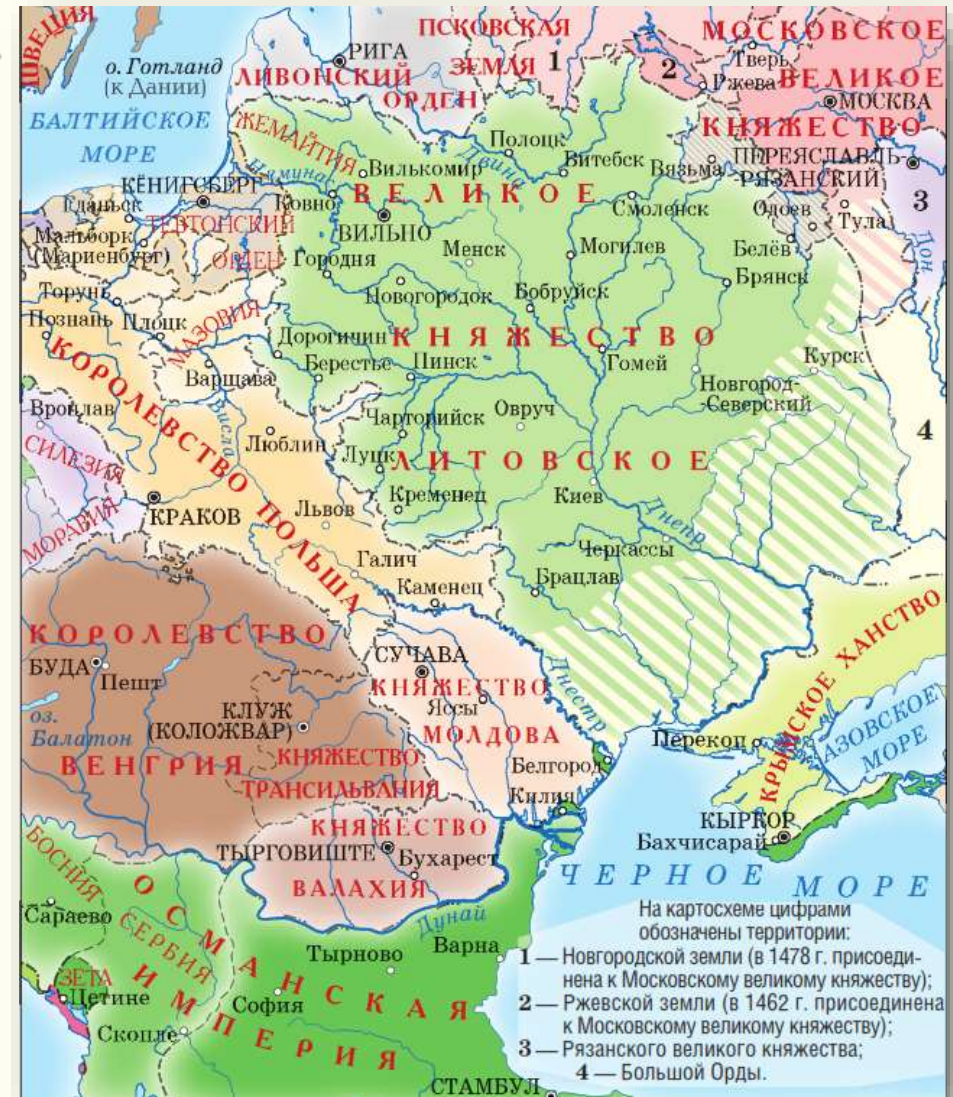 ШВЕЦИЯ
о. Готланд
(к Дании)
БАЛТИЙСКОЕ
МОРЕ
РИГА
ЛИВОНСКИЙ
ОРДЕН
ПСКОВСКАЯ
ЗЕМЛЯ
1
2
МОСКОВСКОЕ
ВЕЛИКОЕ
КНЯЖЕСТВО
Тверь
Ржева
МОСКВА
ПЕРЕЯСЛАВЛЬ-
РЯЗАНСКИЙ
3
ЖЕМАЙТИЯ
Вилькомир
Двина
Полоцк
Витебск
Вязьма
КЁНИГСБЕРГ
Нямунас
Ковно
ВЕЛИКОЕ
Смоленск
Одоев
Тула
Гданьск
ТЕВТОНСКИЙ
ОРДЕН
Мальборк
(Мариенбург)
ВИЛЬНО
Городня
Менск
Могилев
Белёв
Дон
Брянск
Торунь
Новогородок
Бобруйск
Познань
Плоцк
МАЗОВИЯ
Дорогичин
КНЯЖЕСТВО
Варщава
Берестье
Пинск
Гомей
Курск
Новгород-
Северский
КОРОЛЕВСТВО ПОЛЬША
Вроцлав
Висла
Чарторийск
Овруч
4
СИЛЕЗИЯ
Люблин
Луцк
ЛИТОВСКОЕ
МОРАВИЯ
КРАКОВ
Кременец
Киев
Львов
Днепр
Галич
Черкассы
Каменец
Брацлав
КОРОЛЕВСТВО
ВЕНГРИЯ
БУДА
Пешт
оз.
Балатон
СУЧАВА
КНЯЖЕСТВО
Яссы
МОЛДОВА
Днестр
КЛУЖ
(КОЛОЖВАР)
КНЯЖЕСТВО
ТРАНСИЛЬВАНИЯ
Белгород
Килия
Перекоп
КРЫМСКОЕ ХАНСТВО
АЗОВСКОЕ
МОРЕ
КЫРКОР
Бахчисарай
КНЯЖЕСТВО
ТЫРГОВИШТЕ
Бухарест
ВАЛАХИЯ
ЧЕРНОЕ МОРЕ
БОСНИЯ
Сараево
СЕРБИЯ
ОСМАНСКАЯ
ИМПЕРИЯ
Дунай
Тырново
Варна
ЗЕТА
Цетине
София
Скопле
СТАМБУЛ
На картосхеме цифрами
обозначены территории:
1 — Новгородской земли (в 1478 г. присоеди-
нена к Московскому великому княжеству);
2 — Ржевской земли (в 1462 г. присоединена
к Московскому великому княжеству);
3 — Рязанского великого княжества;
4 — Большой Орды.